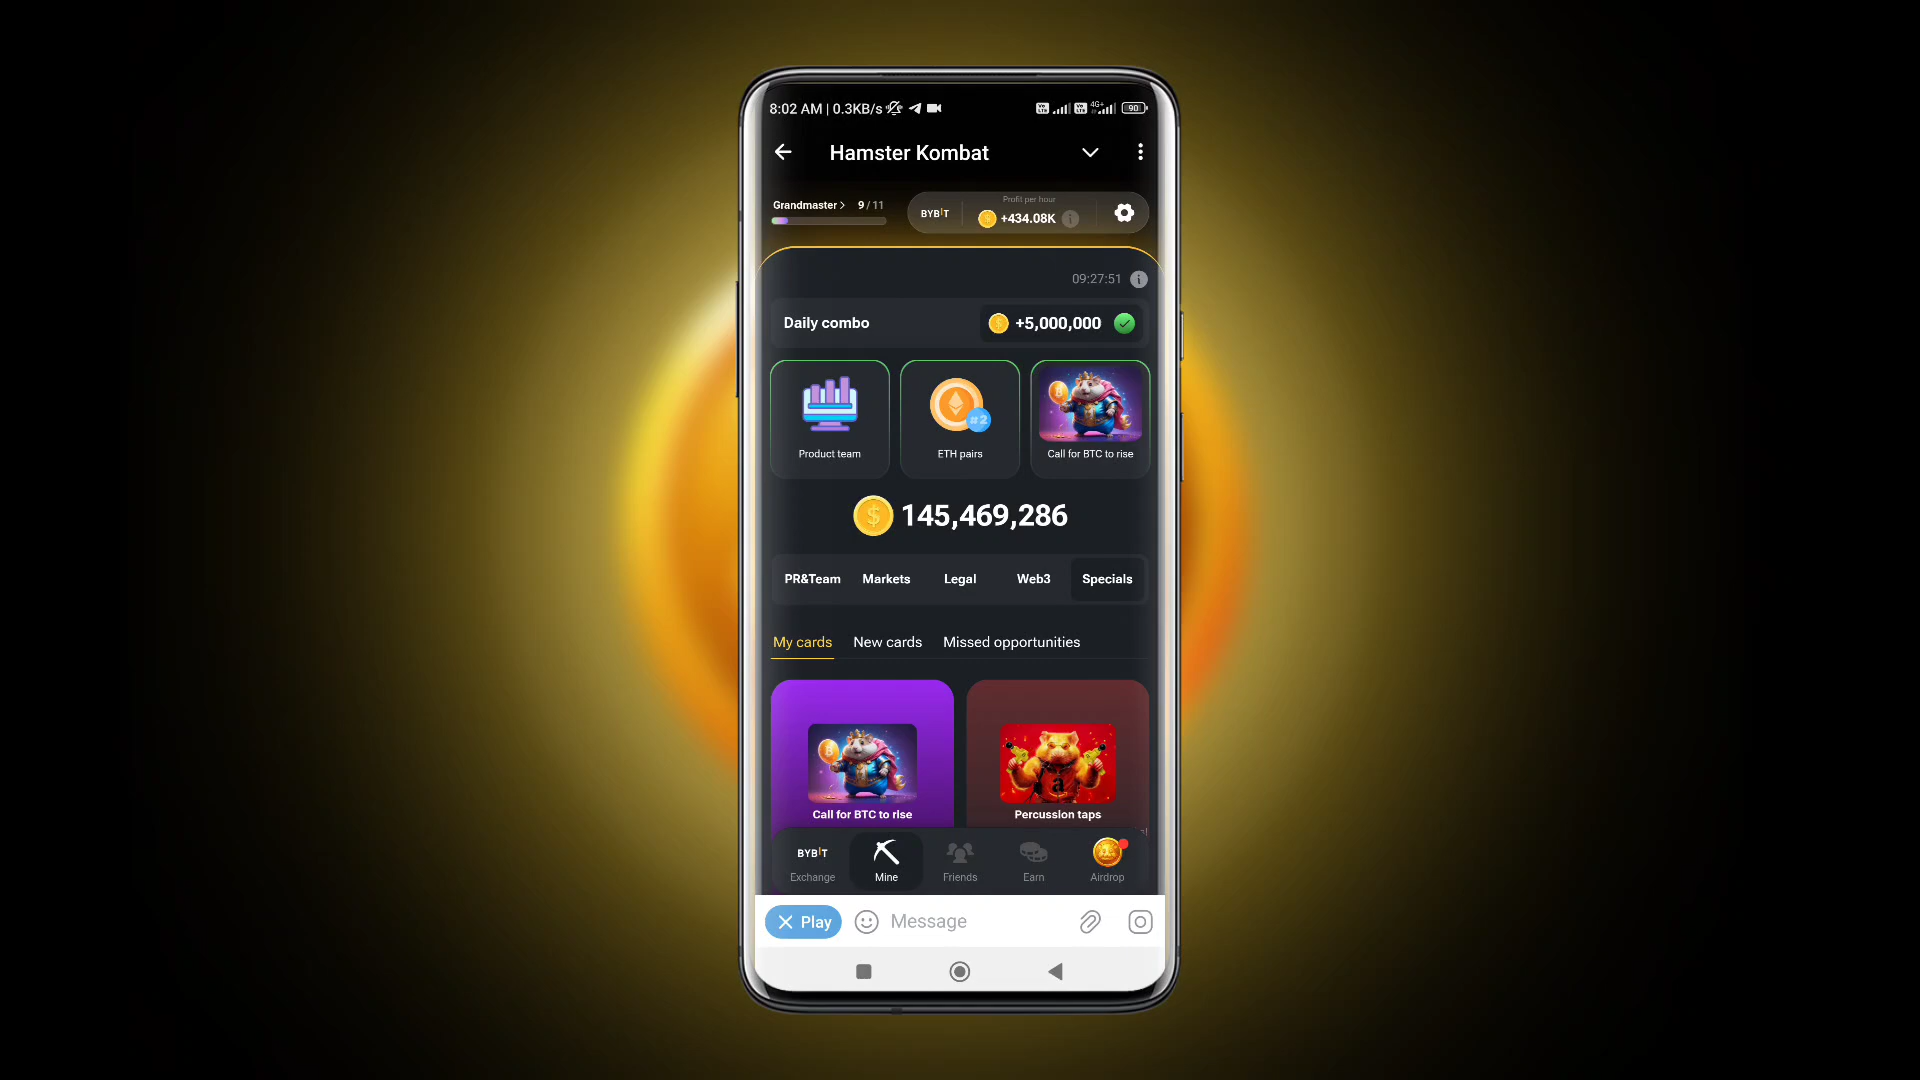 8:02 AM | 0.3KB/s
4G+
90
Hamster Kombat
Grandmaster > 9 / 11
BYBIT
Profit per hour
+434.08K
09:27:51
Daily combo
+5,000,000
Product team
ETH pairs
#2
Call for BTC to rise
145,469,286
PR&Team Markets Legal Web3 Specials
My cards New cards Missed opportunities
Call for BTC to rise
Percussion taps
BYBIT
Exchange Mine Friends Earn Airdrop
Play
Message